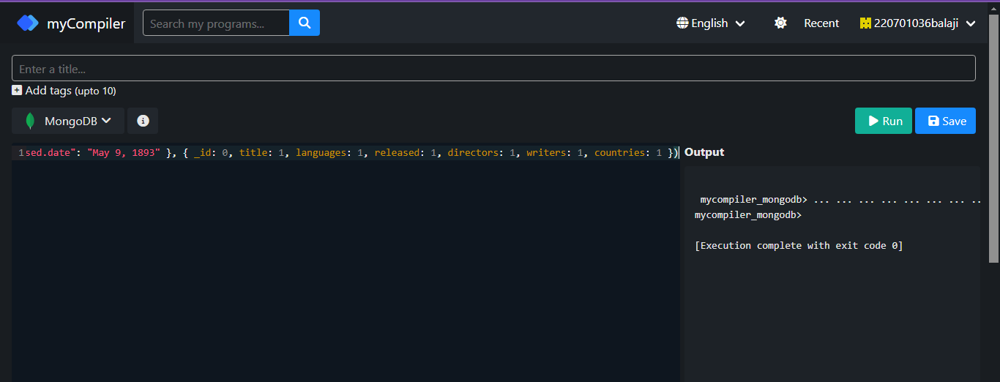 myCompiler
Search my programs...
English
Recent
220701036balaji
Enter a title...
Add tags (upto 10)
MongoDB
Run
Save
1sed.date": "May 9, 1893" }, { _id: 0, title: 1, languages: 1, released: 1, directors: 1, writers: 1, countries: 1 })
Output
mycompiler_mongodb> ... ... ... ... ... ... ... ..
mycompiler_mongodb>
[Execution complete with exit code 0]